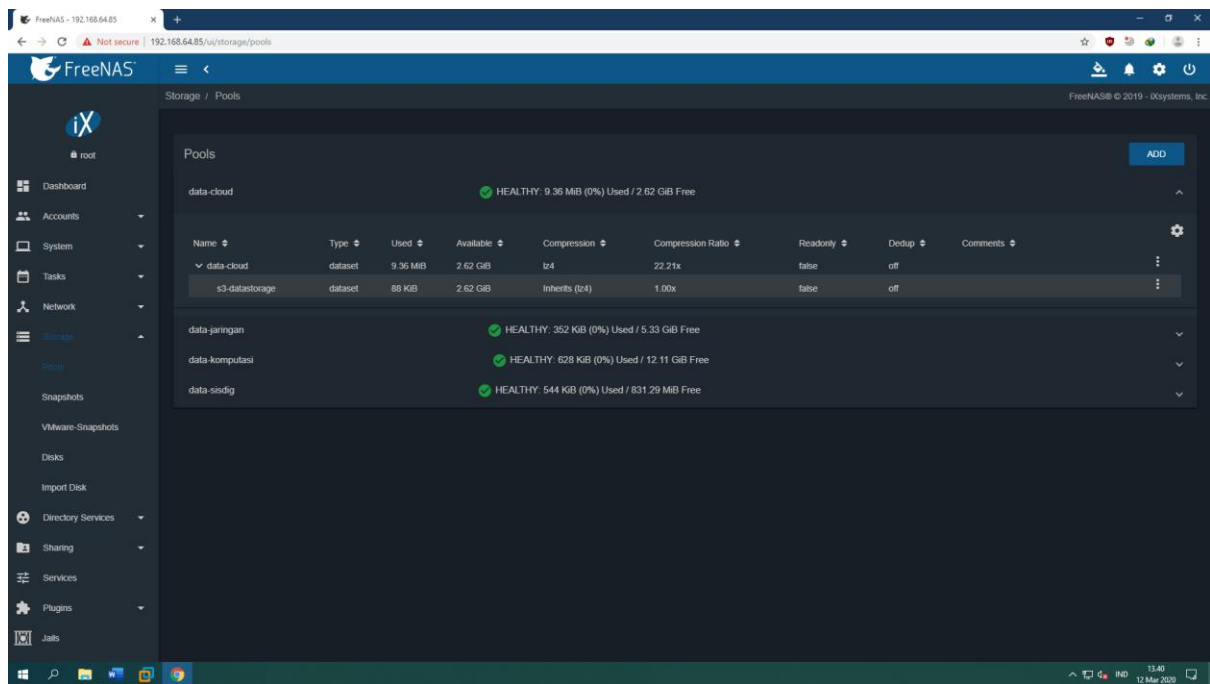 FreeNAS - 192.168.64.85
Not secure | 192.168.64.85/ui/storage/pools
FreeNAS
Storage / Pools
FreeNAS® © 2019 - iXsystems, Inc
iX
root
Dashboard
Accounts
System
Tasks
Network
Storage
Pools
Snapshots
VMware-Snapshots
Disks
Import Disk
Directory Services
Sharing
Services
Plugins
Jails
Pools
ADD
data-cloud HEALTHY: 9.36 MiB (0%) Used / 2.62 GiB Free
Name Type Used Available Compression Compression Ratio Readonly Dedup Comments
data-cloud dataset 9.36 MiB 2.62 GiB lz4 22.21x false off
s3-datastorage dataset 88 KiB 2.62 GiB Inherits (lz4) 1.00x false off
data-jaringan HEALTHY: 352 KiB (0%) Used / 5.33 GiB Free
data-komputasi HEALTHY: 628 KiB (0%) Used / 12.11 GiB Free
data-sisdig HEALTHY: 544 KiB (0%) Used / 831.29 MiB Free
IND
13.40
12 Mar 2020